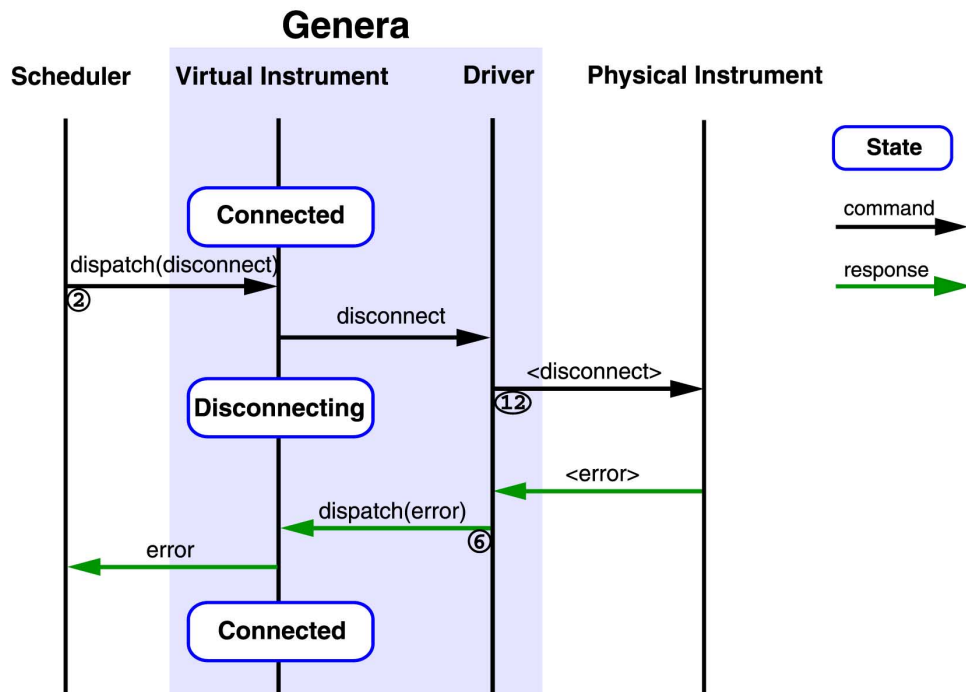 Genera
Scheduler Virtual Instrument Driver Physical Instrument
State
command
response
Connected
dispatch(disconnect)
2
disconnect
<disconnect>
12
Disconnecting
<error>
dispatch(error)
6
error
Connected